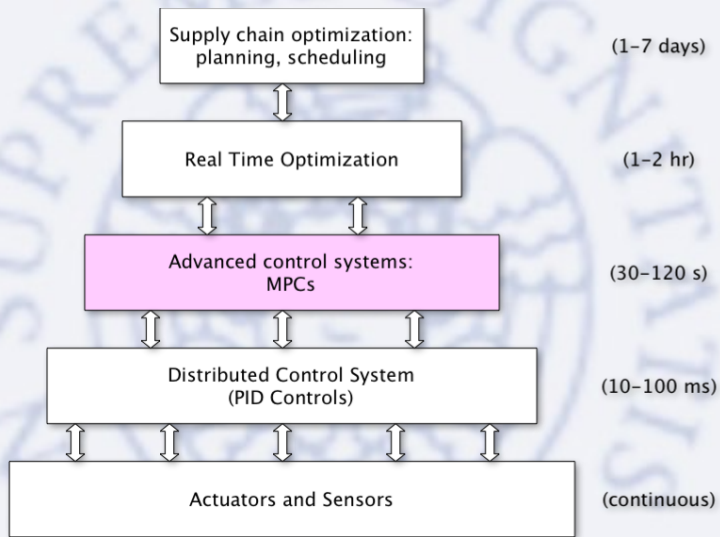 Supply chain optimization:
planning, scheduling
(1-7 days)
Real Time Optimization
(1-2 hr)
Advanced control systems:
MPCs
(30-120 s)
Distributed Control System
(PID Controls)
(10-100 ms)
Actuators and Sensors
(continuous)